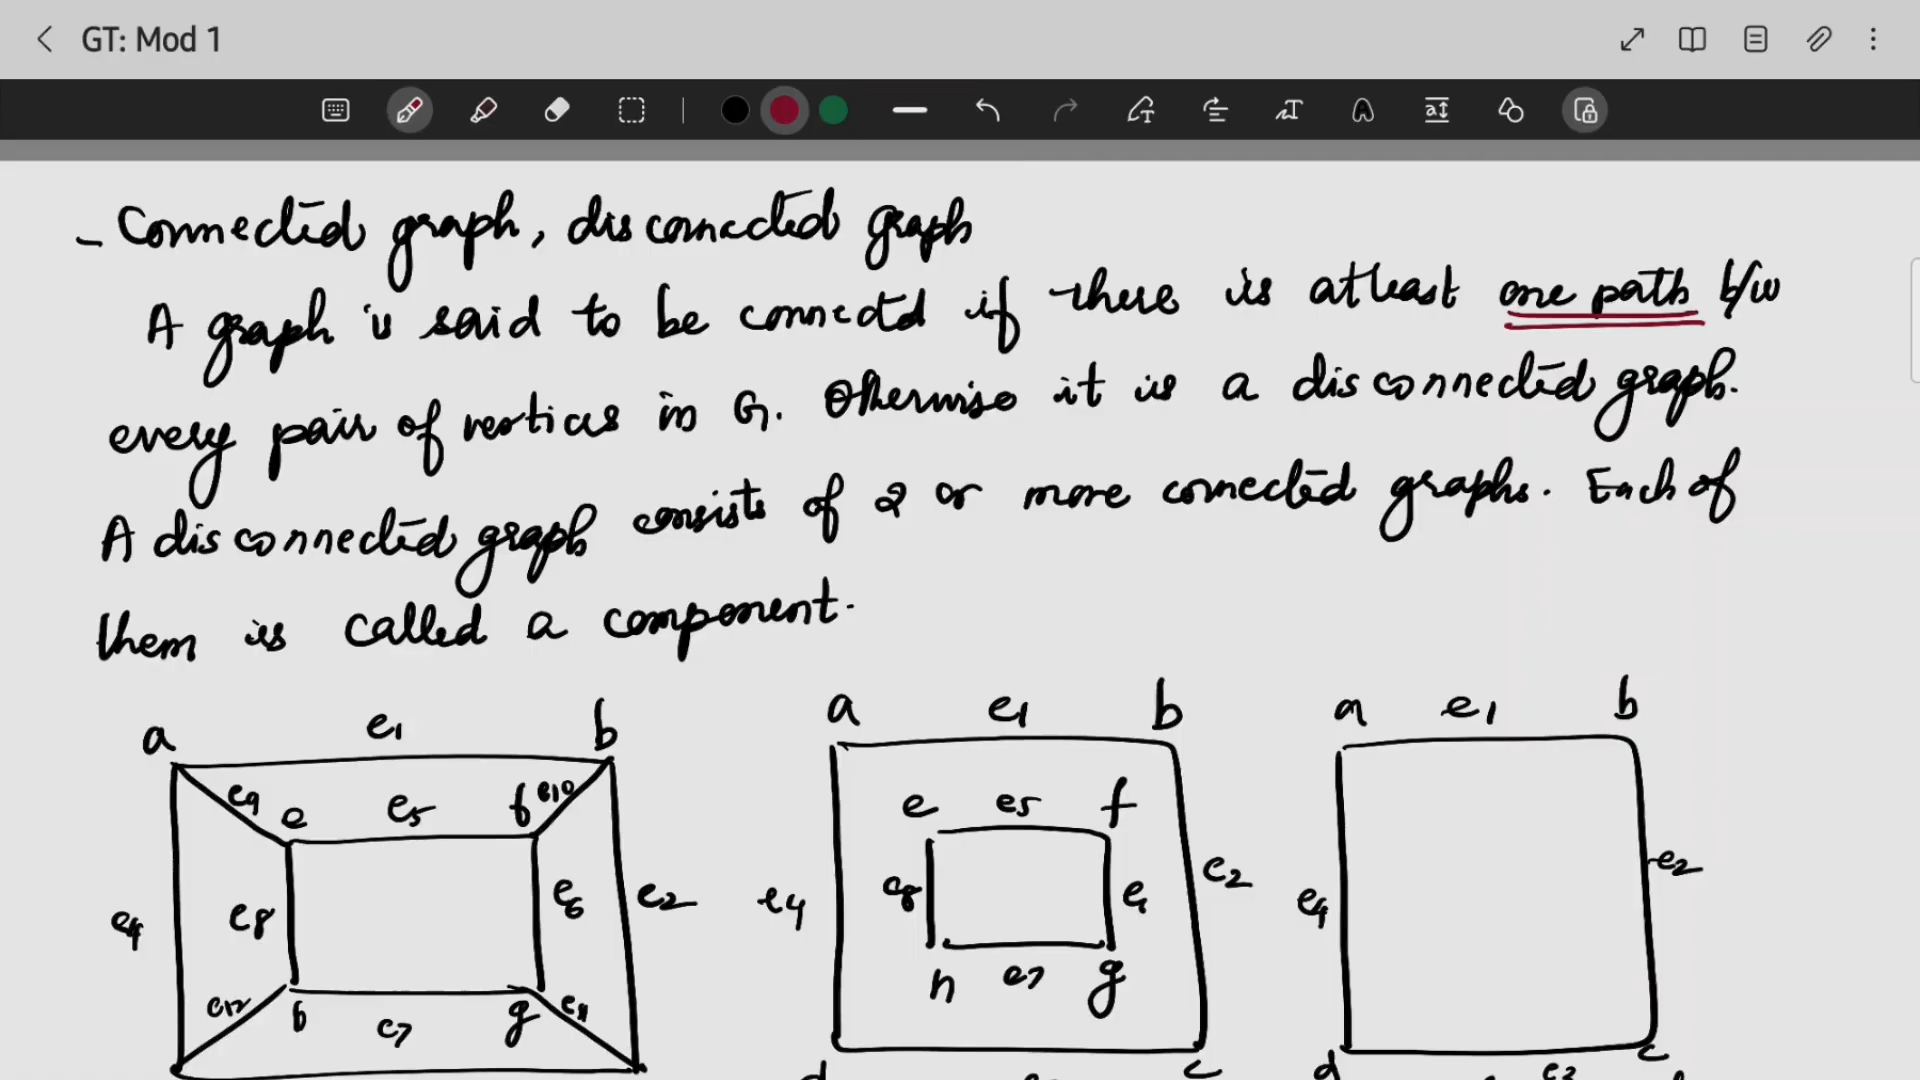 GT: Mod 1
- Connected graph, disconnected graph
A graph is said to be connectd if there is atleast one path b/w
every pair of vertices in G. Otherwise it is a disconnected graph.
A disconnected graph consists of 2 or more connected graphs. Each of
them is called a component.
a e1 b a e1 b a e1 b
e9 e e5 f e10 e e5 f
e4 e8 e6 e2 e4 e8 e e2 e4 e2
e12 e7 g e11 h e7 g
d c d e3 c